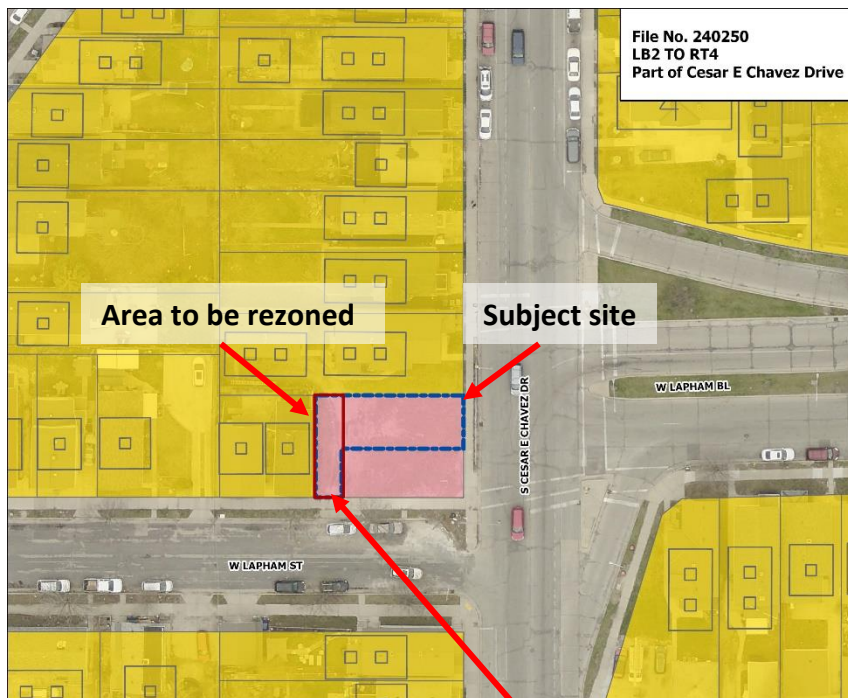 File No. 240250
LB2 TO RT4
Part of Cesar E Chavez Drive
Area to be rezoned
Subject site
S CESAR E CHAVEZ DR
W LAPHAM BL
W LAPHAM ST